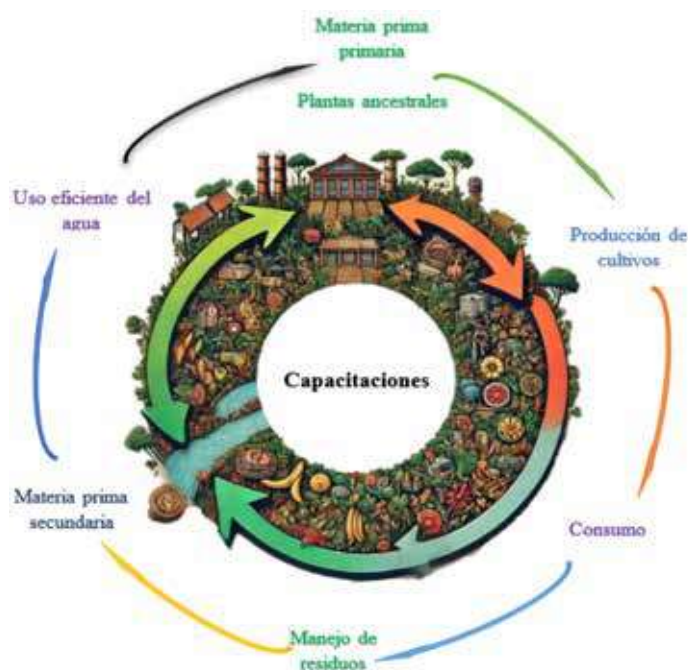 Materia prima
primaria
Plantas ancestrales
Producción de
cultivos
Consumo
Manejo de
residuos
Materia prima
secundaria
Uso eficiente del
agua
Capacitaciones